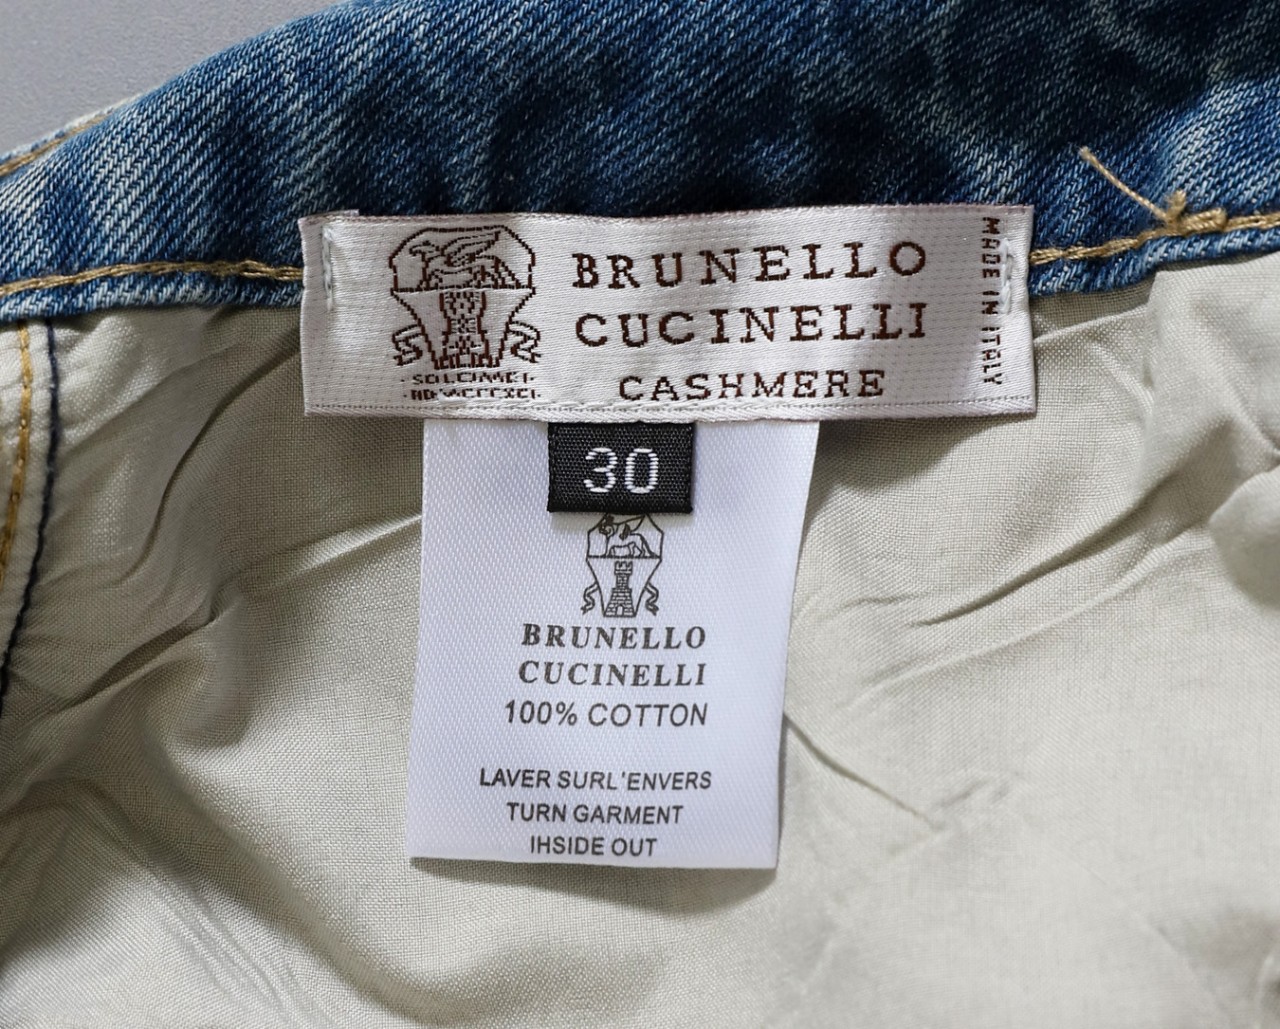 BRUNELLO
CUCINELLI
CASHMERE
MADE IN ITALY
30
BRUNELLO
CUCINELLI
100% COTTON
LAVER SURL'ENVERS
TURN GARMENT
IHSIDE OUT